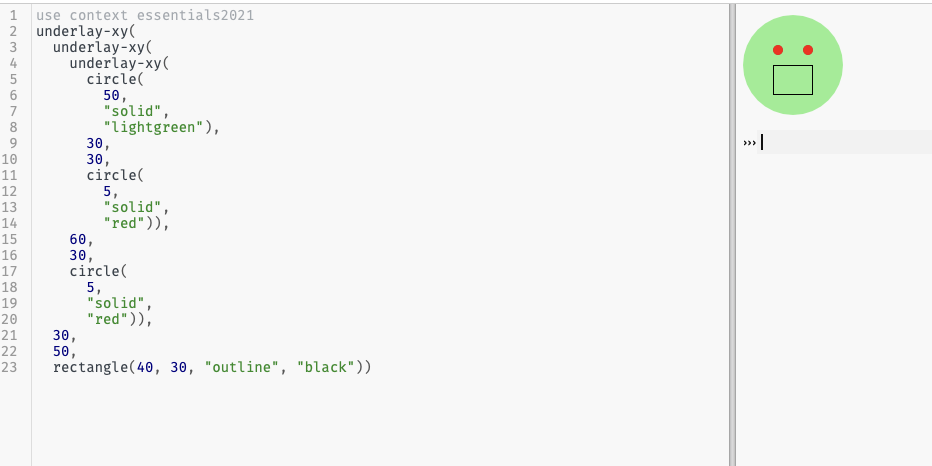 1 use context essentials2021
2 underlay-xy(
3   underlay-xy(
4     underlay-xy(
5       circle(
6         50,
7         "solid",
8         "lightgreen"),
9       30,
10       30,
11       circle(
12         5,
13         "solid",
14         "red")),
15     60,
16     30,
17     circle(
18       5,
19       "solid",
20       "red")),
21   30,
22   50,
23   rectangle(40, 30, "outline", "black"))
›››